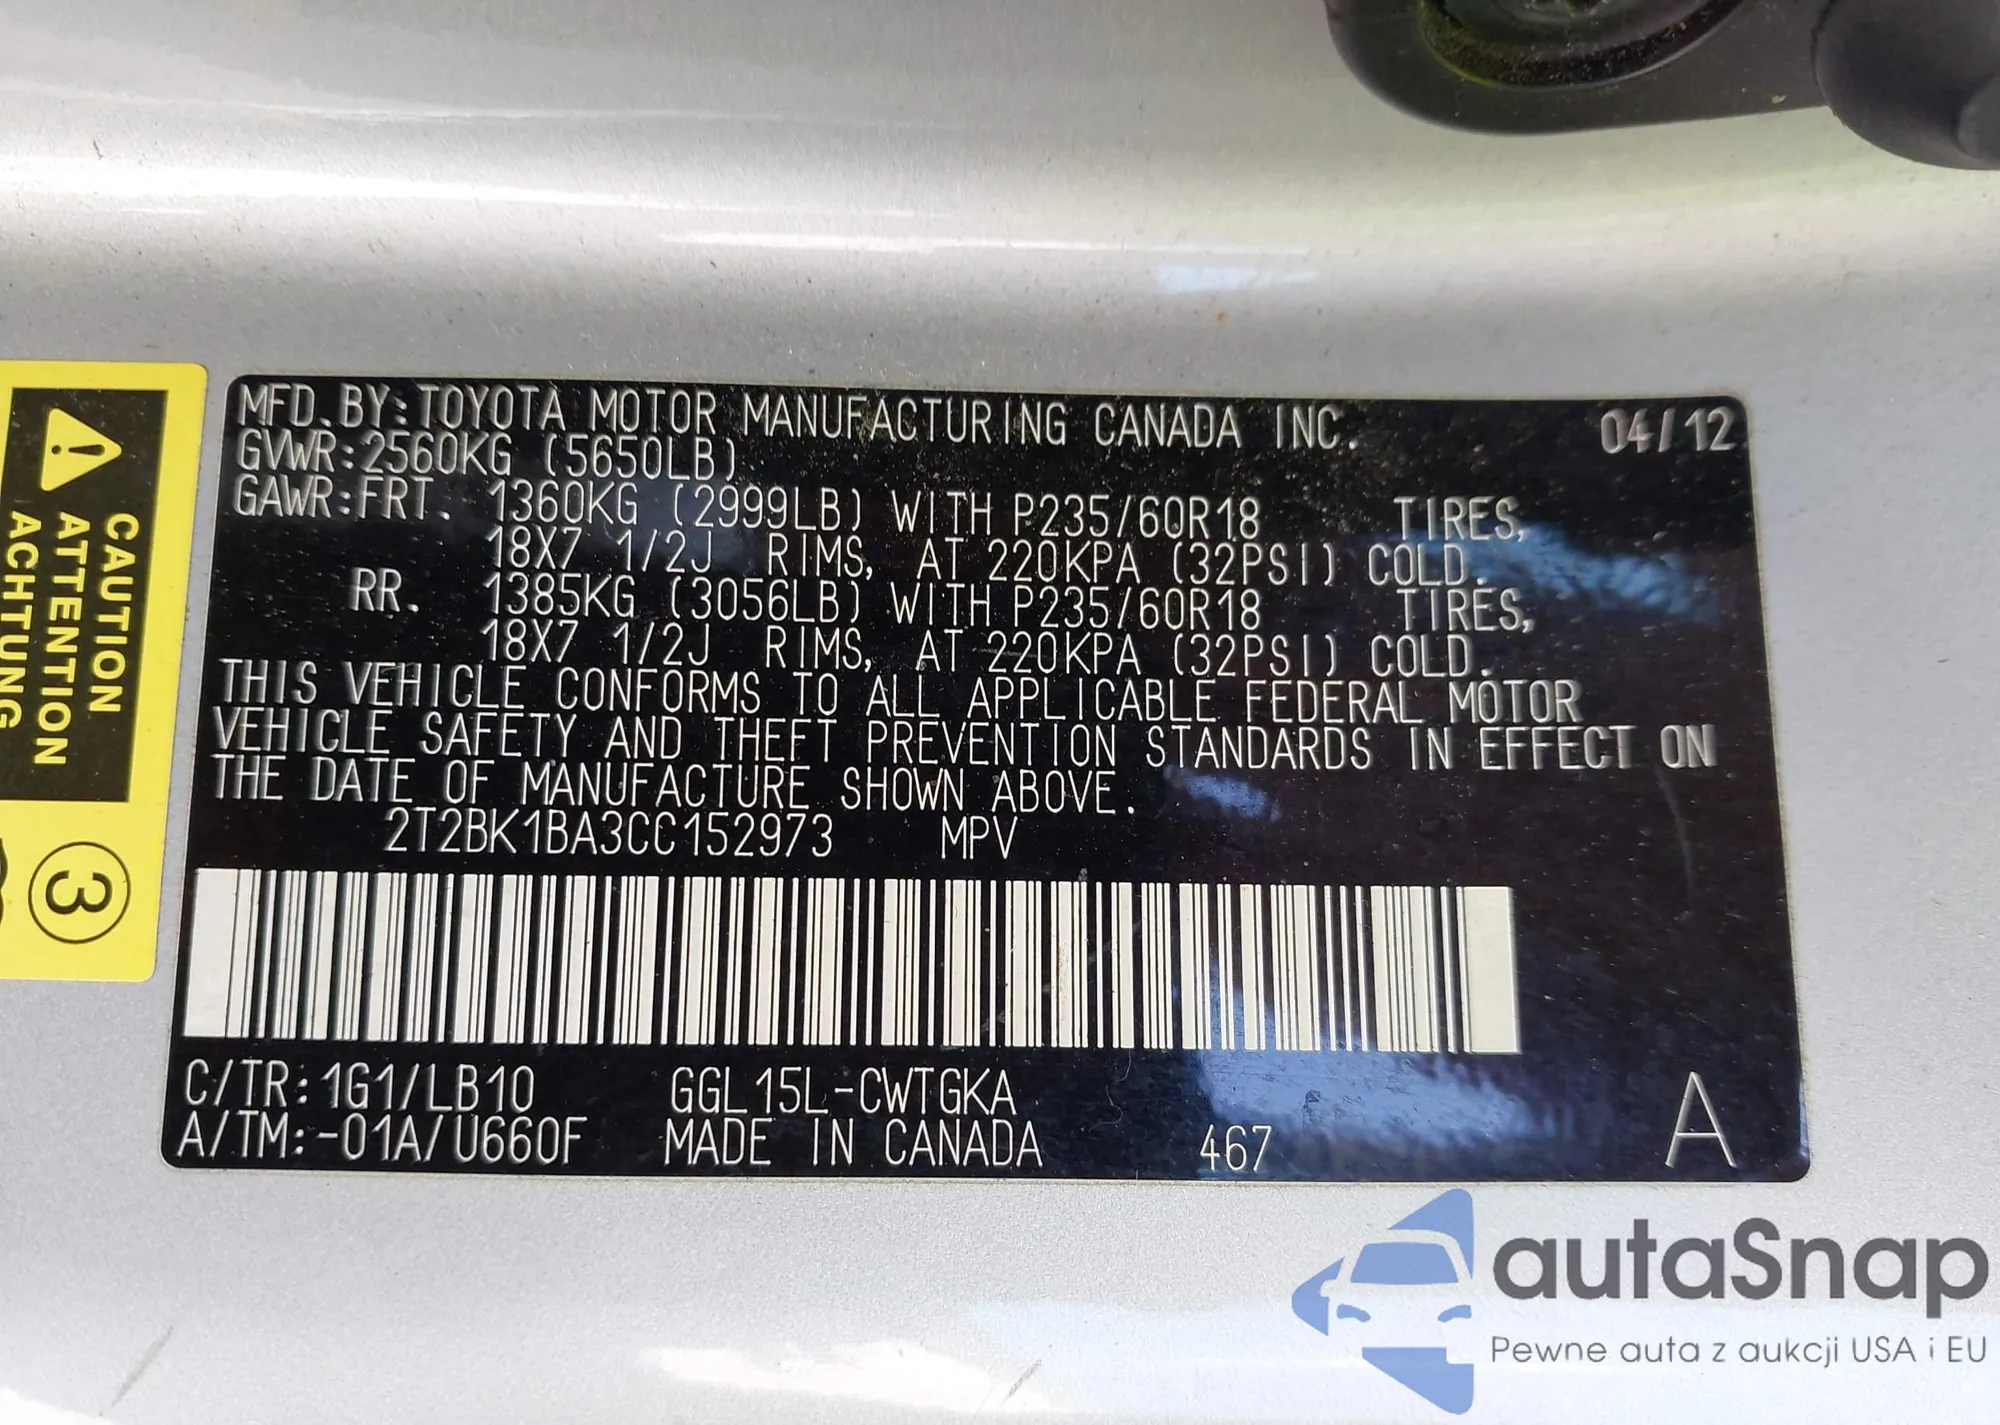 MFD. BY: TOYOTA MOTOR MANUFACTURING CANADA INC. 04/12
GVWR: 2560KG (5650LB)
GAWR: FRT. 1360KG (2999LB) WITH P235/60R18 TIRES,
18X7 1/2J RIMS, AT 220KPA (32PSI) COLD.
RR. 1385KG (3056LB) WITH P235/60R18 TIRES,
18X7 1/2J RIMS, AT 220KPA (32PSI) COLD.
THIS VEHICLE CONFORMS TO ALL APPLICABLE FEDERAL MOTOR
VEHICLE SAFETY AND THEFT PREVENTION STANDARDS IN EFFECT ON
THE DATE OF MANUFACTURE SHOWN ABOVE.
2T2BK1BA3CC152973 MPV
C/TR: 1G1/LB10 GGL15L-CWTGKA
A/TM: -01A/U660F MADE IN CANADA 467 A
CAUTION
ATTENTION
ACHTUNG
3
autoSnap
Pewne auta z aukcji USA i EU